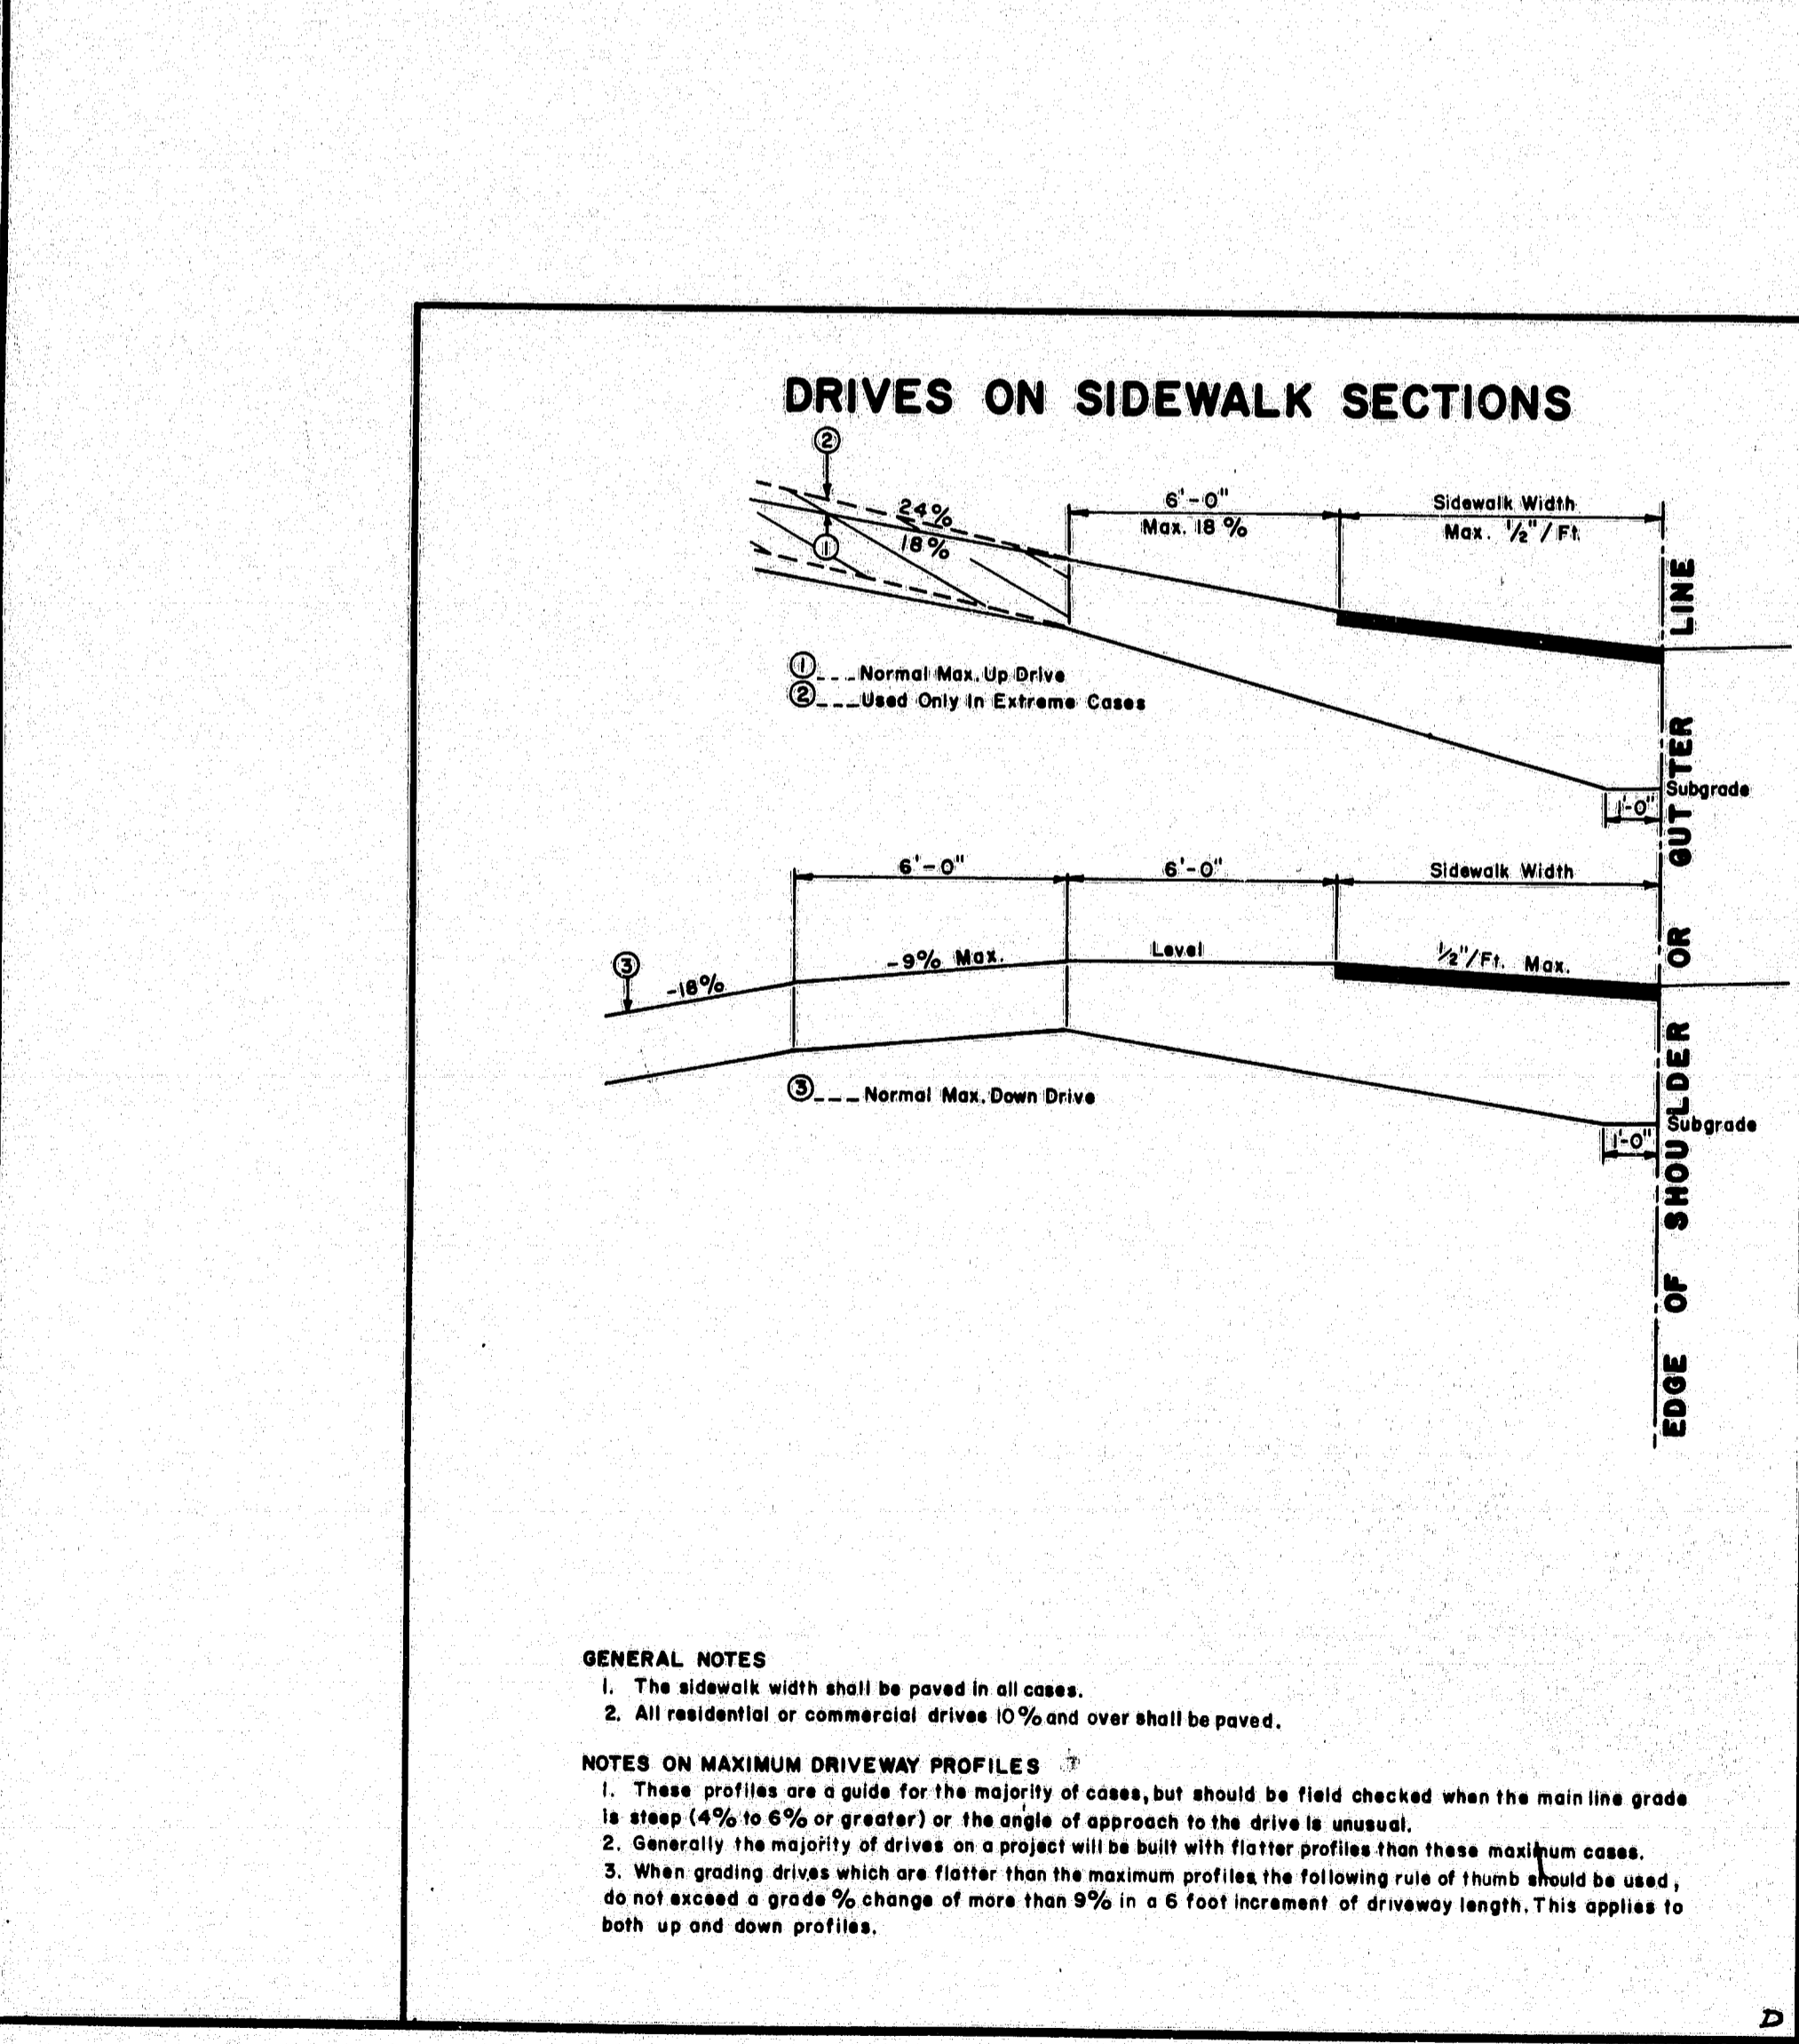 DRIVES ON SIDEWALK SECTIONS
②
24%
6'-0"
Sidewalk Width
①
18%
Max. 18 %
Max. ½"/Ft.
①---Normal Max. Up Drive
②---Used Only In Extreme Cases
Subgrade
1'-0"
6'-0"
6'-0"
Sidewalk Width
③
-18%
-9% Max.
Level
½"/Ft. Max.
③---Normal Max. Down Drive
Subgrade
1'-0"
EDGE OF SHOULDER OR GUTTER LINE
GENERAL NOTES
1. The sidewalk width shall be paved in all cases.
2. All residential or commercial drives 10% and over shall be paved.
NOTES ON MAXIMUM DRIVEWAY PROFILES
1. These profiles are a guide for the majority of cases, but should be field checked when the main line grade
is steep (4% to 6% or greater) or the angle of approach to the drive is unusual.
2. Generally the majority of drives on a project will be built with flatter profiles than these maximum cases.
3. When grading drives which are flatter than the maximum profiles the following rule of thumb should be used,
do not exceed a grade % change of more than 9% in a 6 foot increment of driveway length. This applies to
both up and down profiles.
D